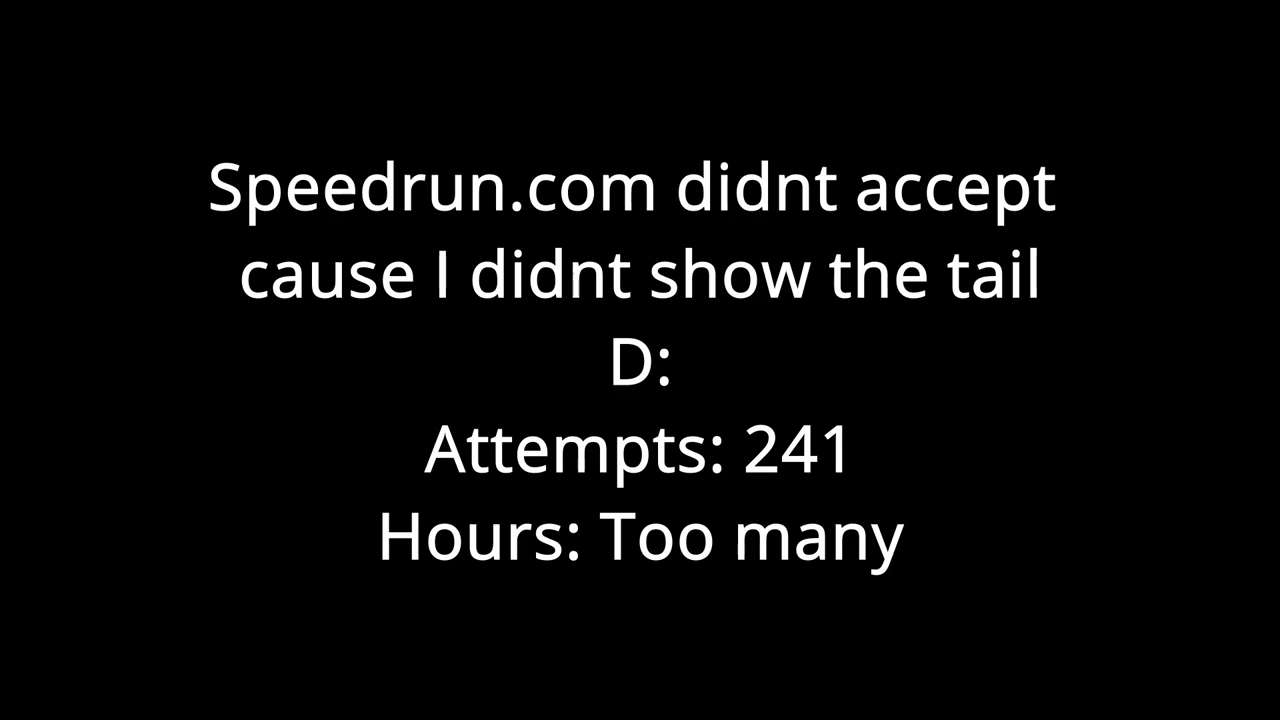 Speedrun.com didnt accept
cause I didnt show the tail
D:
Attempts: 241
Hours: Too many